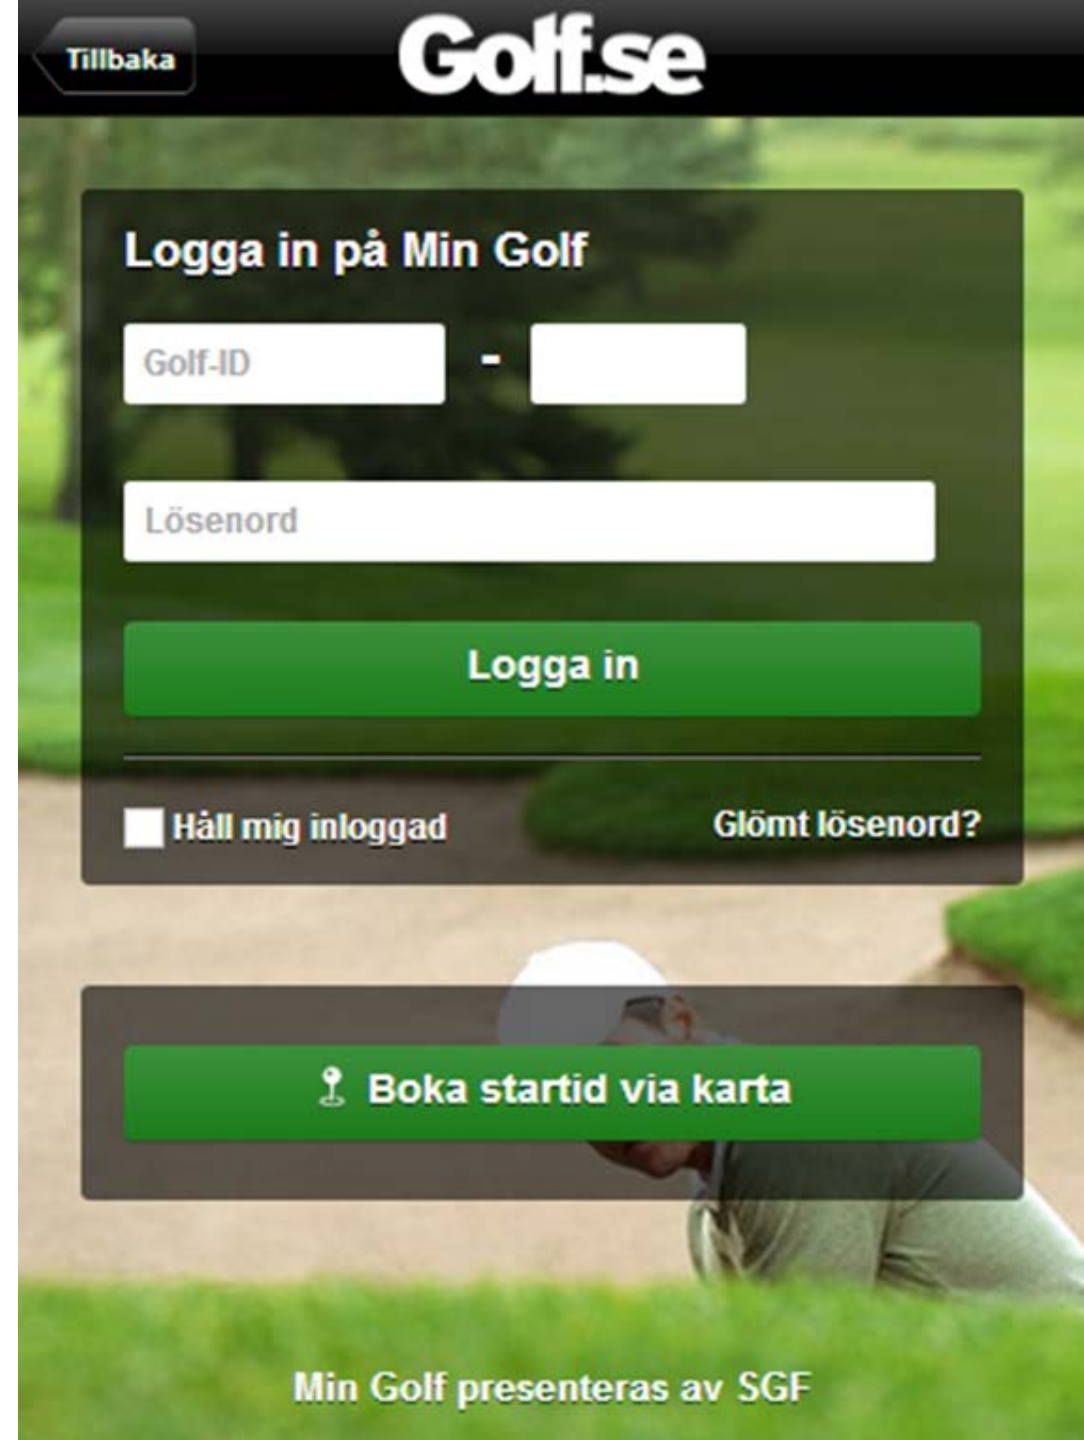 Tillbaka
Golf.se
Logga in på Min Golf
Golf-ID
-
Lösenord
Logga in
Håll mig inloggad
Glömt lösenord?
Boka startid via karta
Min Golf presenteras av SGF